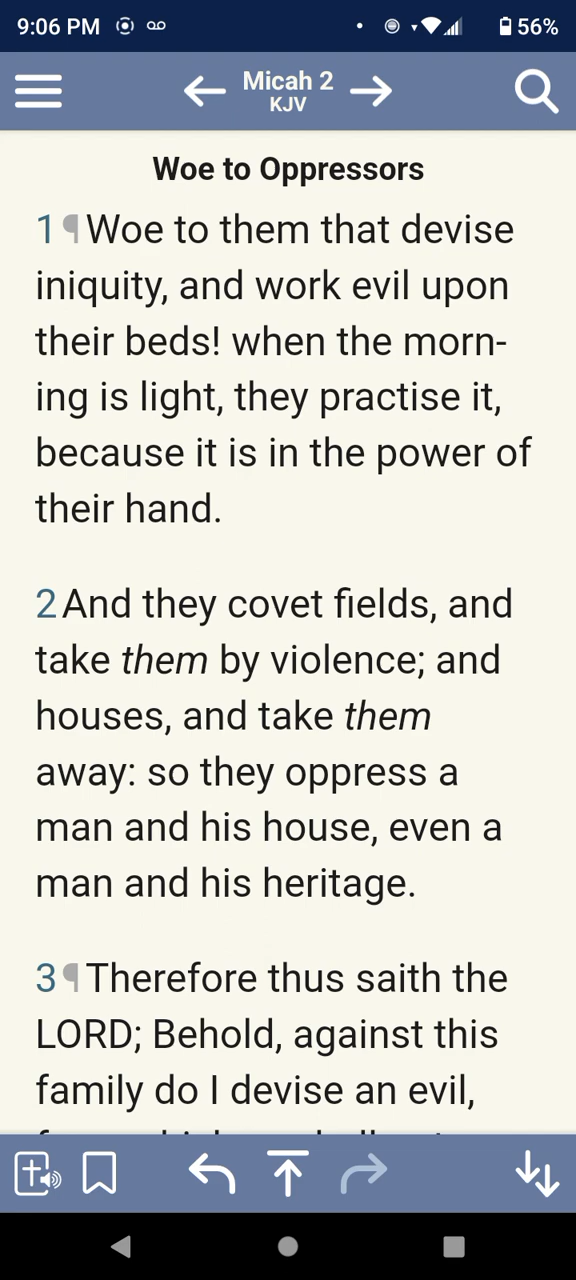 9:06 PM 56%
Micah 2
KJV
Woe to Oppressors
1 ¶ Woe to them that devise
iniquity, and work evil upon
their beds! when the morn-
ing is light, they practise it,
because it is in the power of
their hand.
2 And they covet fields, and
take them by violence; and
houses, and take them
away: so they oppress a
man and his house, even a
man and his heritage.
3 ¶ Therefore thus saith the
LORD; Behold, against this
family do I devise an evil,